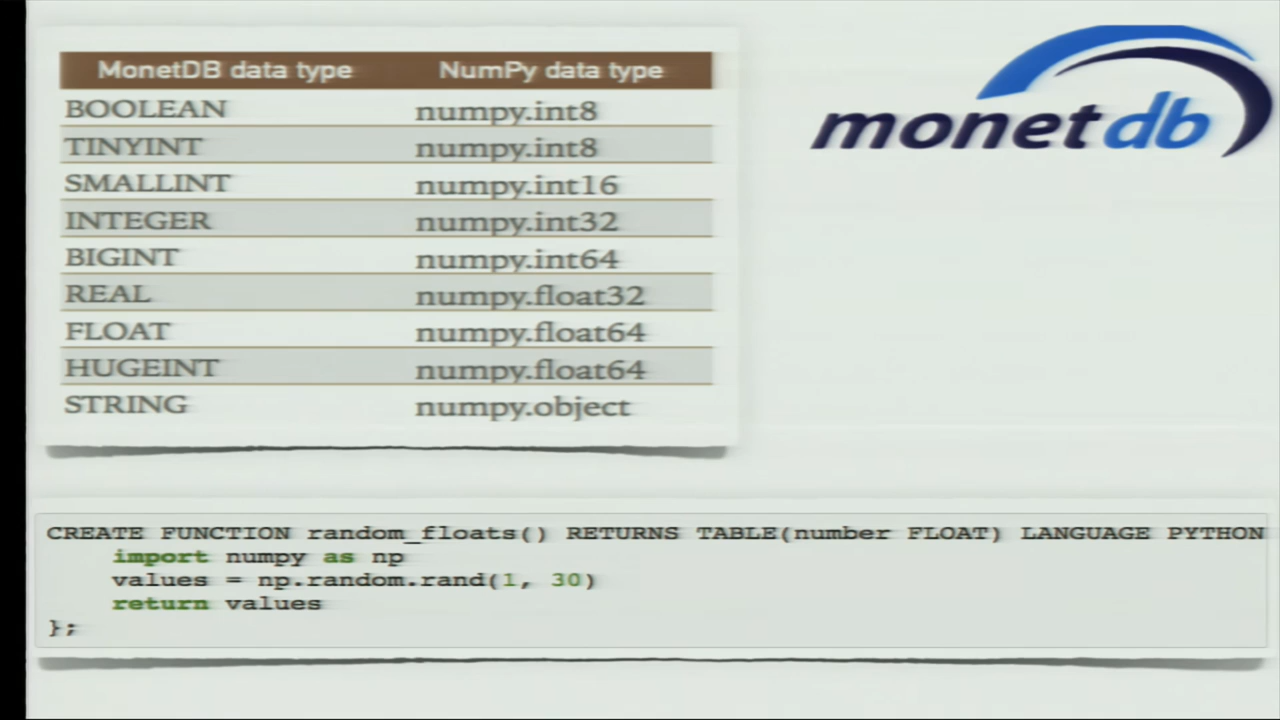 MonetDB data type NumPy data type
BOOLEAN numpy.int8
TINYINT numpy.int8
SMALLINT numpy.int16
INTEGER numpy.int32
BIGINT numpy.int64
REAL numpy.float32
FLOAT numpy.float64
HUGEINT numpy.float64
STRING numpy.object
monetdb
CREATE FUNCTION random_floats() RETURNS TABLE(number FLOAT) LANGUAGE PYTHON
import numpy as np
values = np.random.rand(1, 30)
return values
};